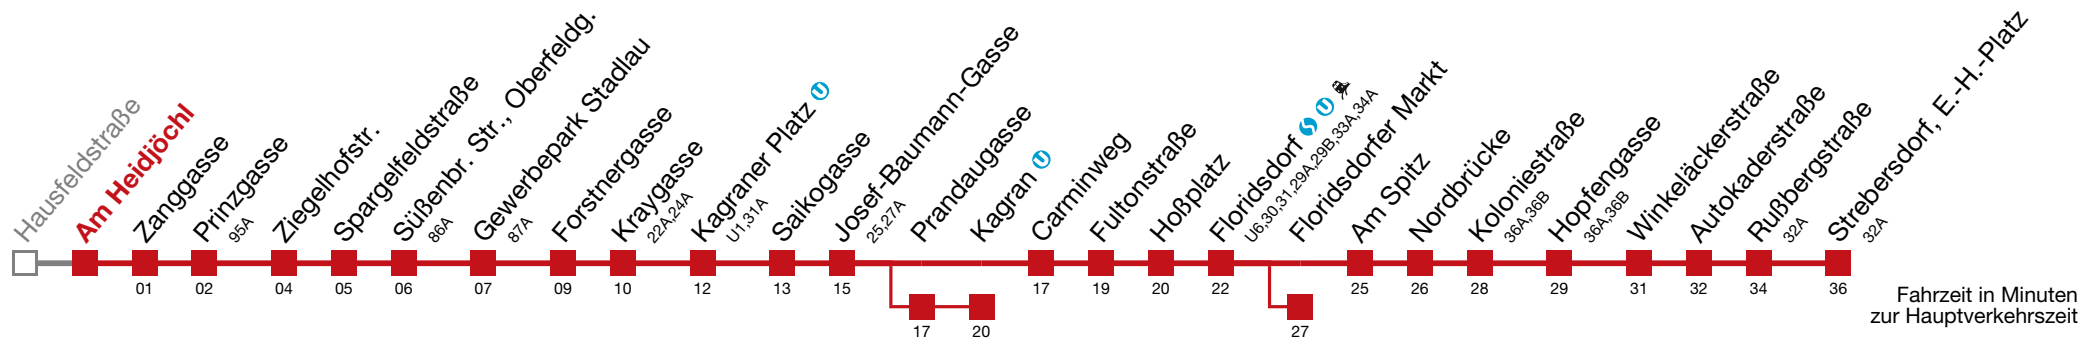 Hausfeldstraße
Am Heidjöchl
Zanggasse
Prinzgasse
95A
Ziegelhofstr.
Spargelfeldstraße
Süßenbr. Str., Oberfeldg.
86A
Gewerbepark Stadlau
87A
Forstnergasse
Kraygasse
22A,24A
Kagraner Platz U
U1,31A
Saikogasse
Josef-Baumann-Gasse
25,27A
Prandaugasse
Kagran U
Carminweg
Fultonstraße
Hoßplatz
Floridsdorf S U
U6,30,31,29A,29B,33A,34A
Floridsdorfer Markt
Am Spitz
Nordbrücke
Koloniestraße
36A,36B
Hopfengasse
36A,36B
Winkeläckerstraße
Autokaderstraße
Rußbergstraße
32A
Strebersdorf, E.-H.-Platz
32A
01 02 04 05 06 07 09 10 12 13 15 17 19 20 22 25 26 28 29 31 32 34 36
17 20 27
Fahrzeit in Minuten
zur Hauptverkehrszeit